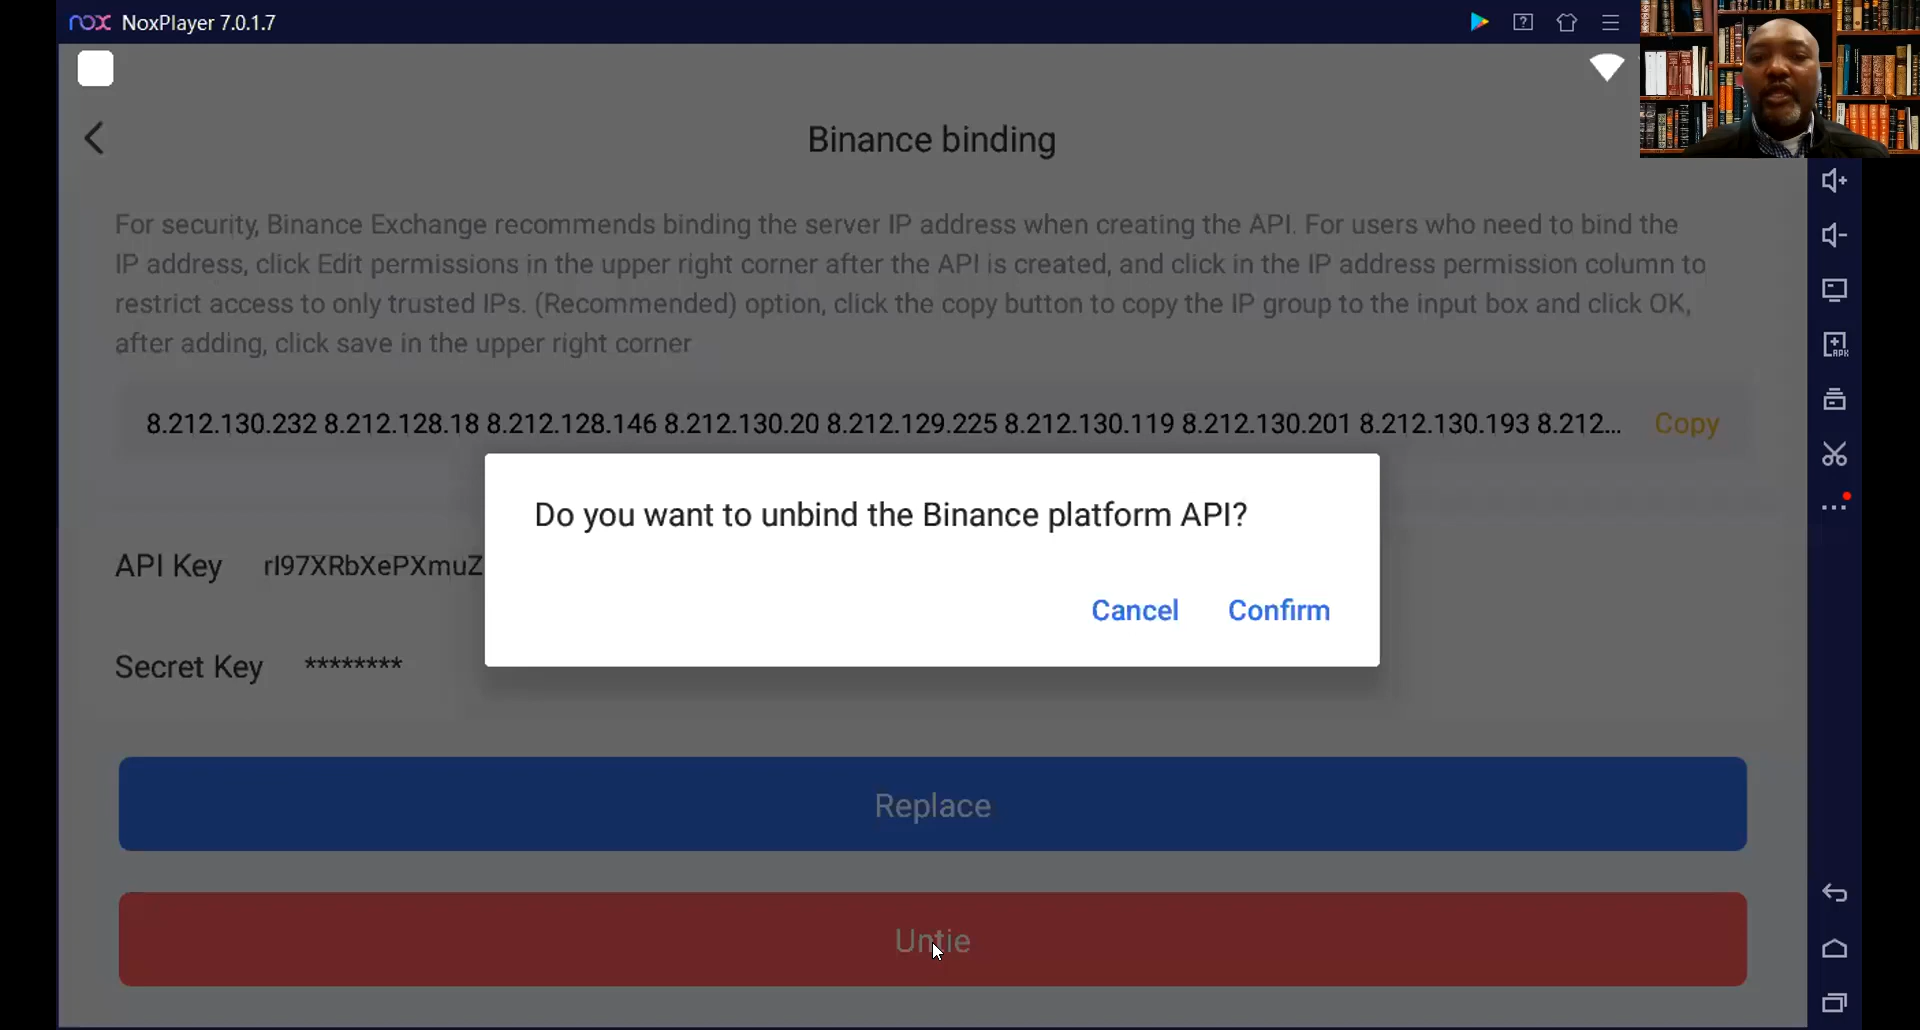 nox NoxPlayer 7.0.1.7
Binance binding
For security, Binance Exchange recommends binding the server IP address when creating the API. For users who need to bind the
IP address, click Edit permissions in the upper right corner after the API is created, and click in the IP address permission column to
restrict access to only trusted IPs. (Recommended) option, click the copy button to copy the IP group to the input box and click OK,
after adding, click save in the upper right corner
8.212.130.232 8.212.128.18 8.212.128.146 8.212.130.20 8.212.129.225 8.212.130.119 8.212.130.201 8.212.130.193 8.212... Copy
Do you want to unbind the Binance platform API?
API Key rI97XRbXePXmuZ
Cancel Confirm
Secret Key ********
Replace
Untie
APK